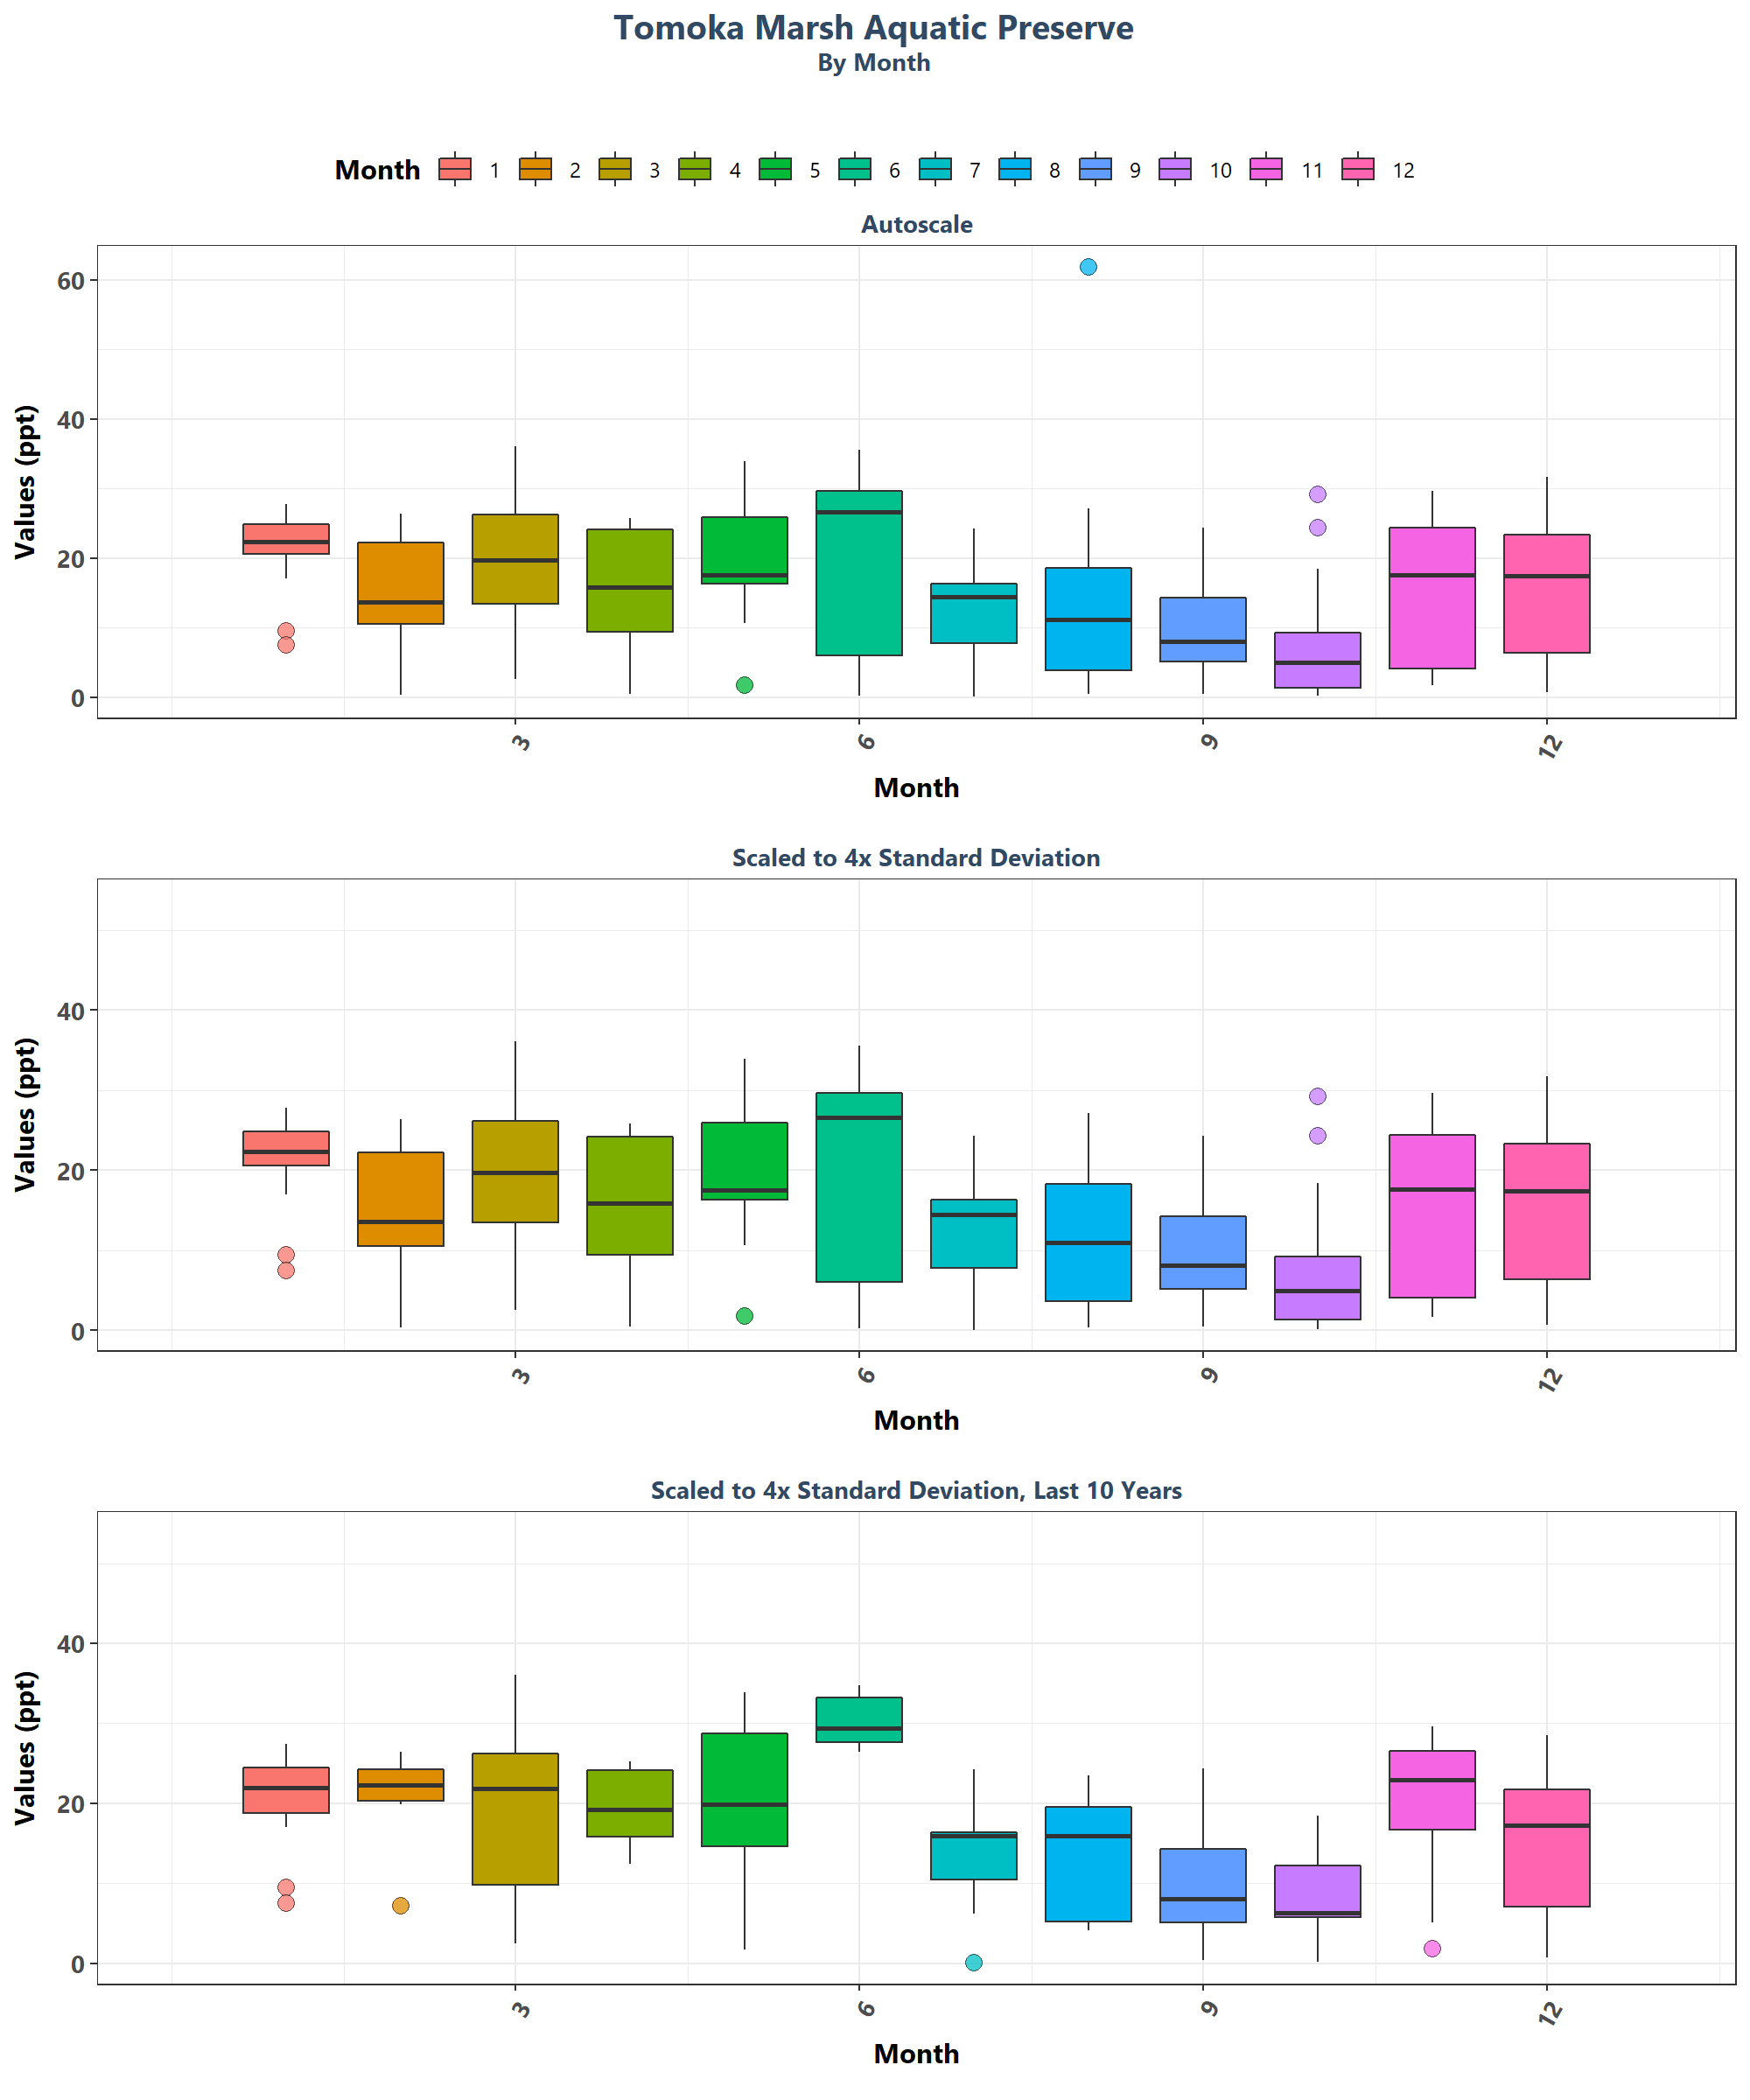 Tomoka Marsh Aquatic Preserve
By Month
Month 1 2 3 4 5 6 7 8 9 10 11 12
Autoscale
Values (ppt)
60
40
20
0
3 6 9 12
Month
Scaled to 4x Standard Deviation
Values (ppt)
40
20
0
3 6 9 12
Month
Scaled to 4x Standard Deviation, Last 10 Years
Values (ppt)
40
20
0
3 6 9 12
Month